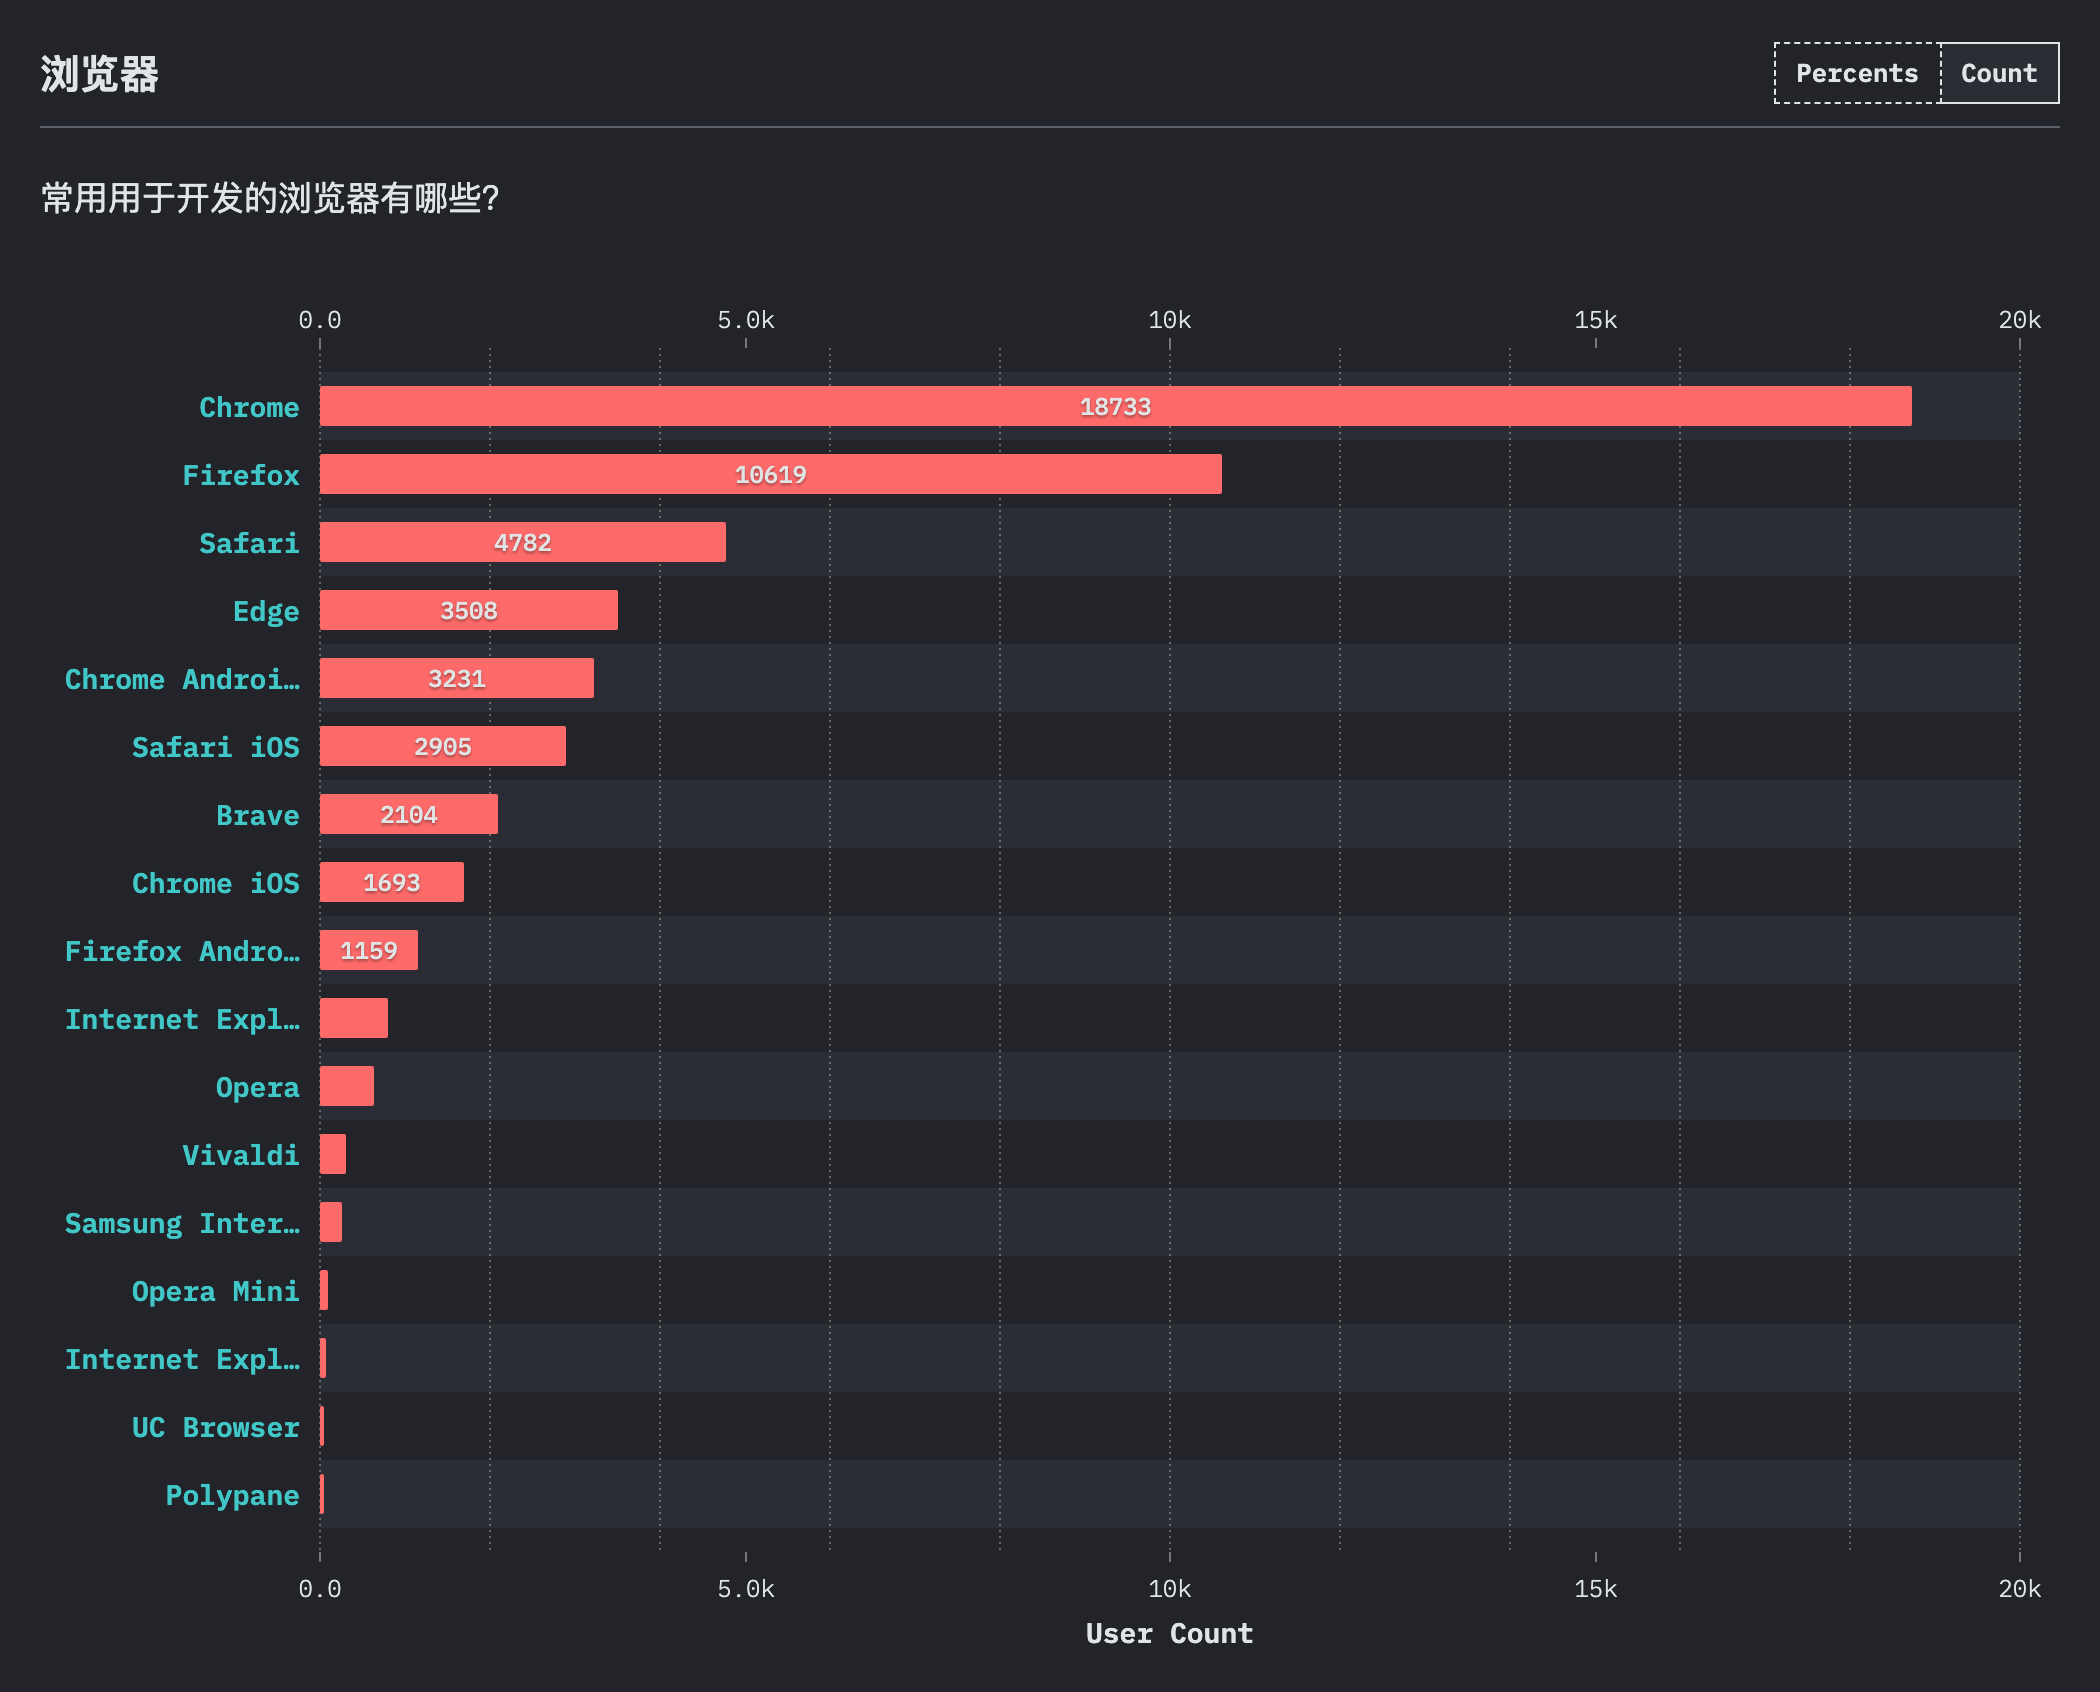 浏览器
Percents Count
常用用于开发的浏览器有哪些?
0.0 5.0k 10k 15k 20k
Chrome 18733
Firefox 10619
Safari 4782
Edge 3508
Chrome Androi… 3231
Safari iOS 2905
Brave 2104
Chrome iOS 1693
Firefox Andro… 1159
Internet Expl…
Opera
Vivaldi
Samsung Inter…
Opera Mini
Internet Expl…
UC Browser
Polypane
0.0 5.0k 10k 15k 20k
User Count